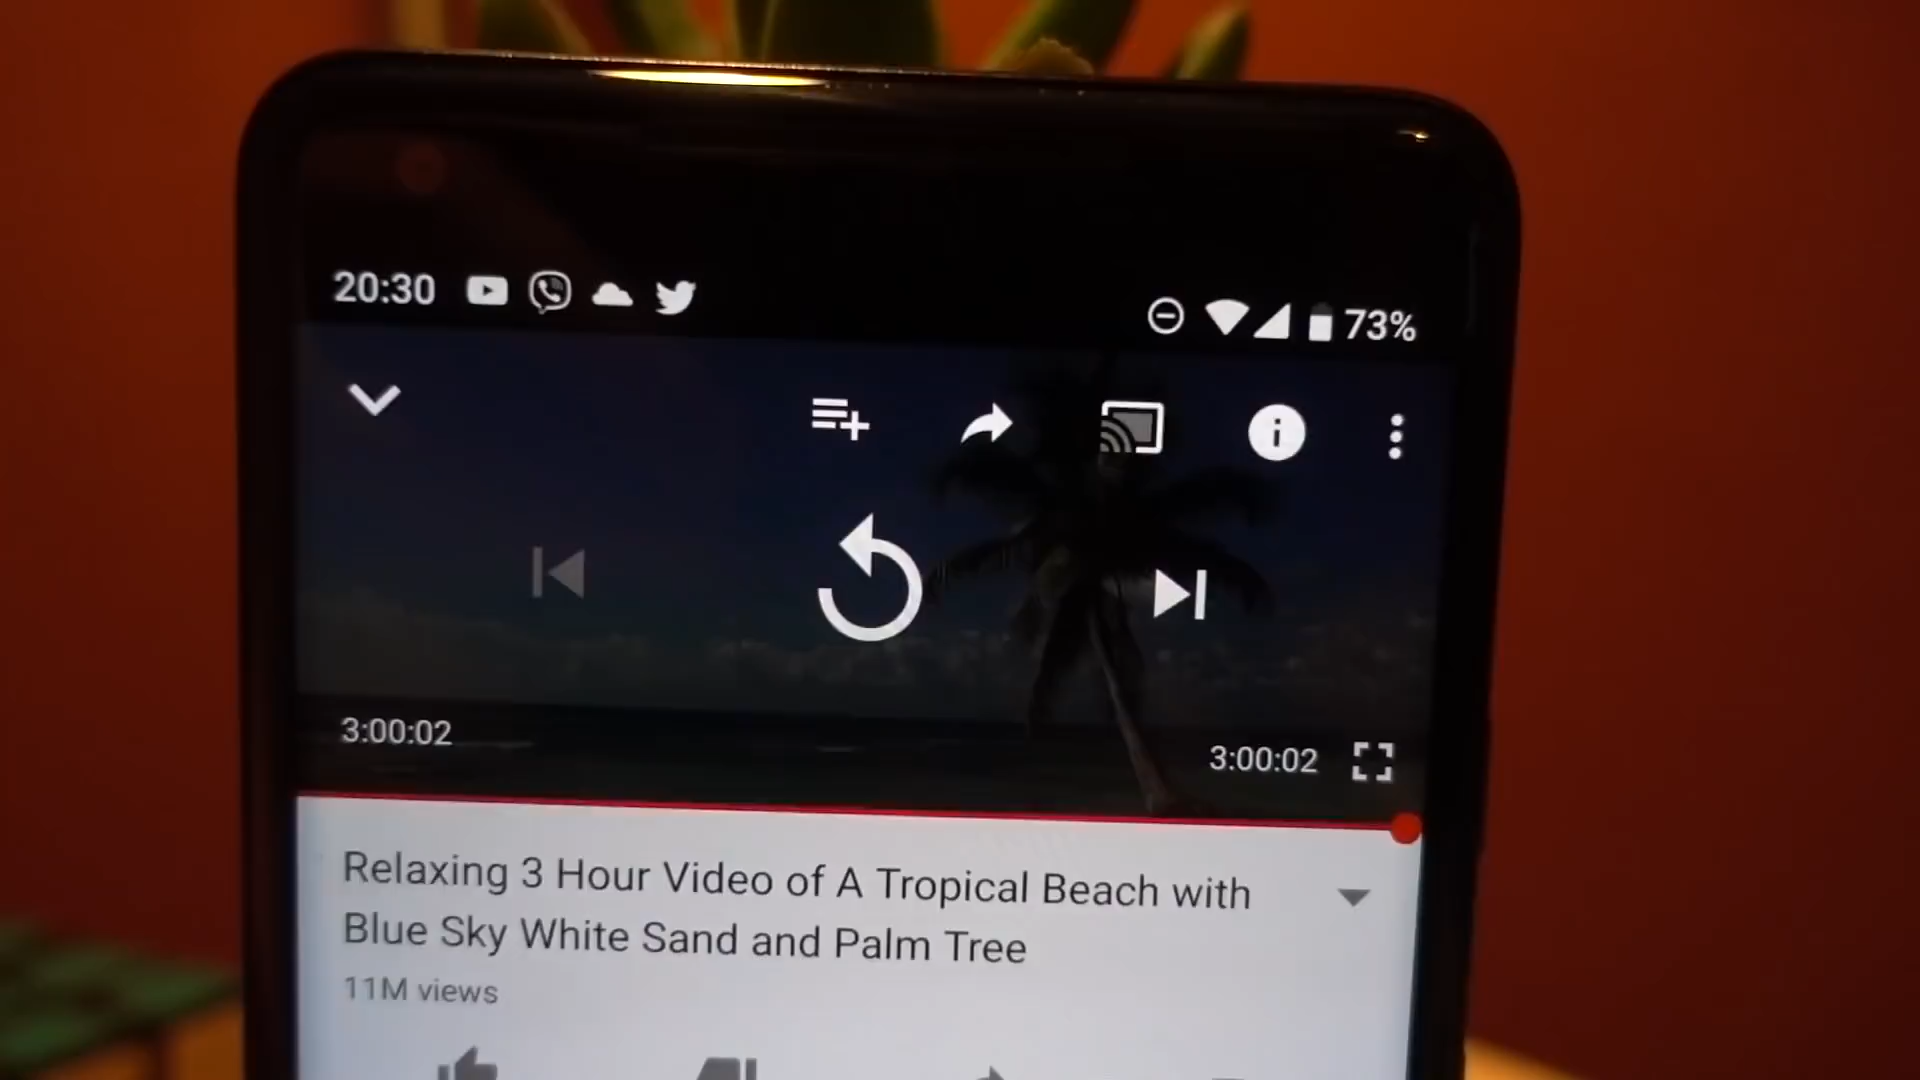 20:30
73%
3:00:02
3:00:02
Relaxing 3 Hour Video of A Tropical Beach with
Blue Sky White Sand and Palm Tree
11M views